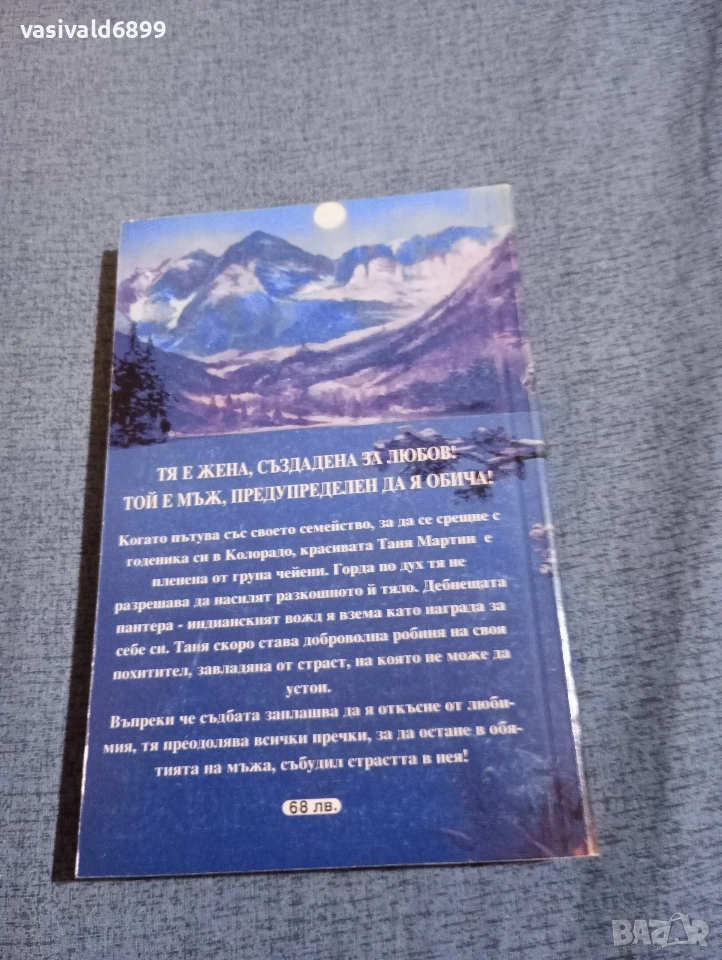 vasivald6899
ТЯ Е ЖЕНА, СЪЗДАДЕНА ЗА ЛЮБОВ!
ТОЙ Е МЪЖ, ПРЕДУПРЕДЕЛЕН ДА Я ОБИЧА!
Когато пътува със своето семейство, за да се срещне с
годеника си в Колорадо, красивата Таня Мартин е
пленена от група чейени. Горда по дух тя не
разрешава да насилят разкошното ѝ тяло. Дебнещата
пантера - индианският вожд я взема като награда за
себе си. Таня скоро става доброволна робиня на своя
похитител, завладяна от страст, на която не може да
устои.
Въпреки че съдбата заплашва да я откъсне от люби-
мия, тя преодолява всички пречки, за да остане в обя-
тията на мъжа, събудил страстта в нея!
68 лв.
BAZAR